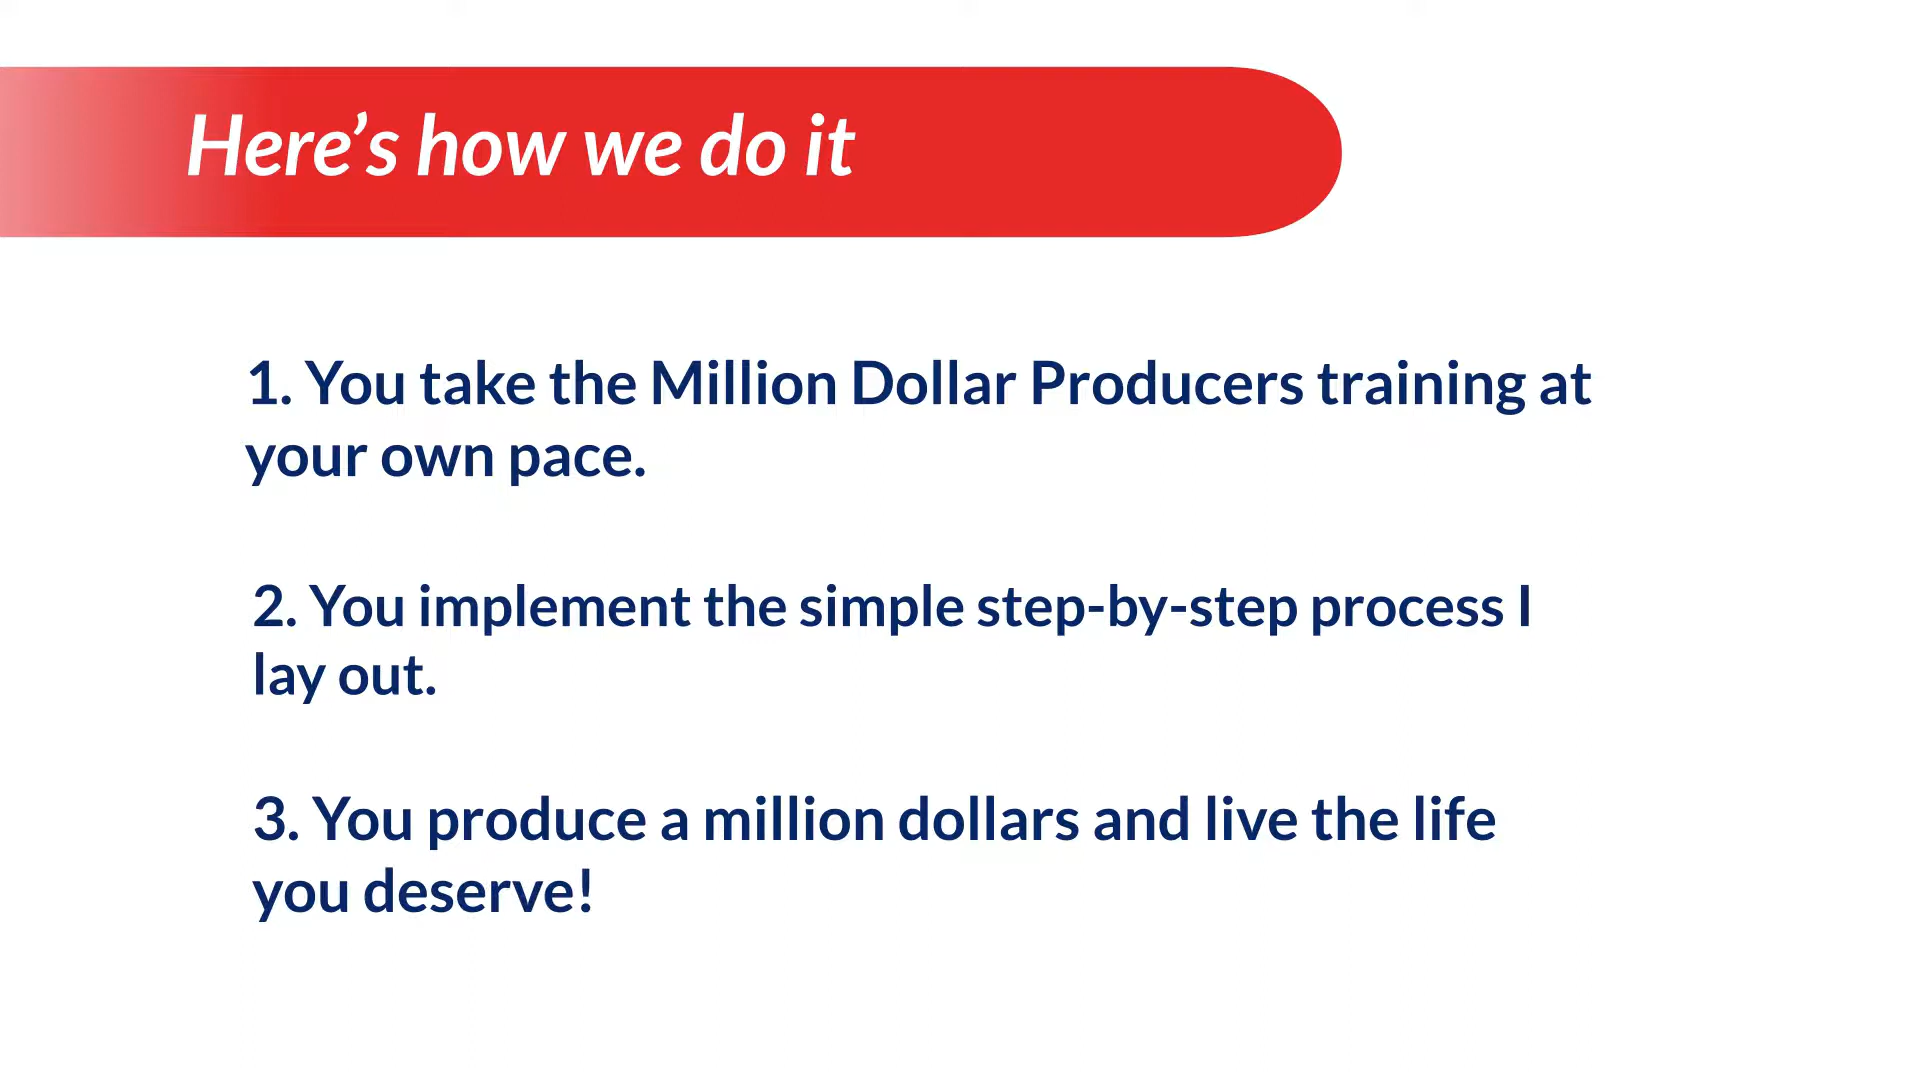 Here’s how we do it
1. You take the Million Dollar Producers training at
your own pace.
2. You implement the simple step-by-step process I
lay out.
3. You produce a million dollars and live the life
you deserve!